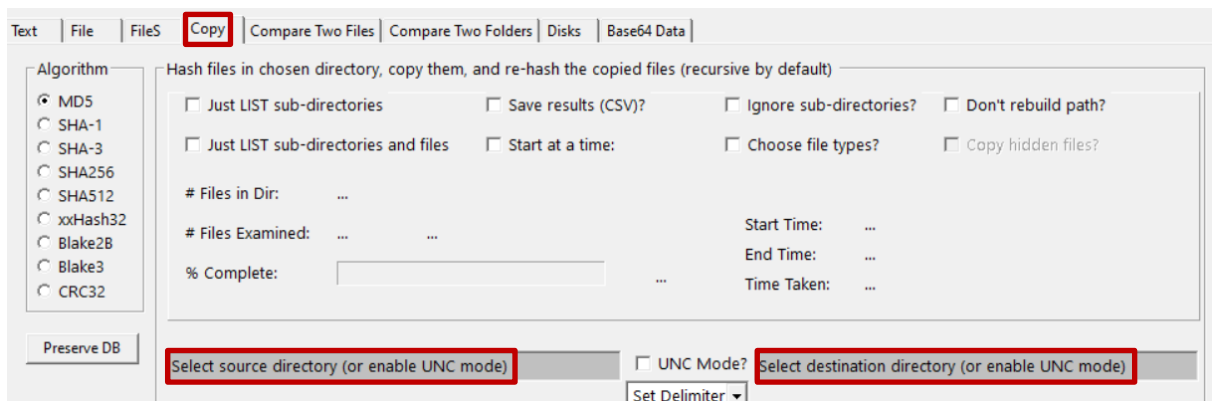 Text File FileS Copy Compare Two Files Compare Two Folders Disks Base64 Data
Algorithm
MD5
SHA-1
SHA-3
SHA256
SHA512
xxHash32
Blake2B
Blake3
CRC32
Preserve DB
Hash files in chosen directory, copy them, and re-hash the copied files (recursive by default)
Just LIST sub-directories Save results (CSV)? Ignore sub-directories? Don't rebuild path?
Just LIST sub-directories and files Start at a time: Choose file types? Copy hidden files?
# Files in Dir: ...
# Files Examined: ... ...
% Complete: ...
Start Time: ...
End Time: ...
Time Taken: ...
Select source directory (or enable UNC mode) UNC Mode? Select destination directory (or enable UNC mode)
Set Delimiter